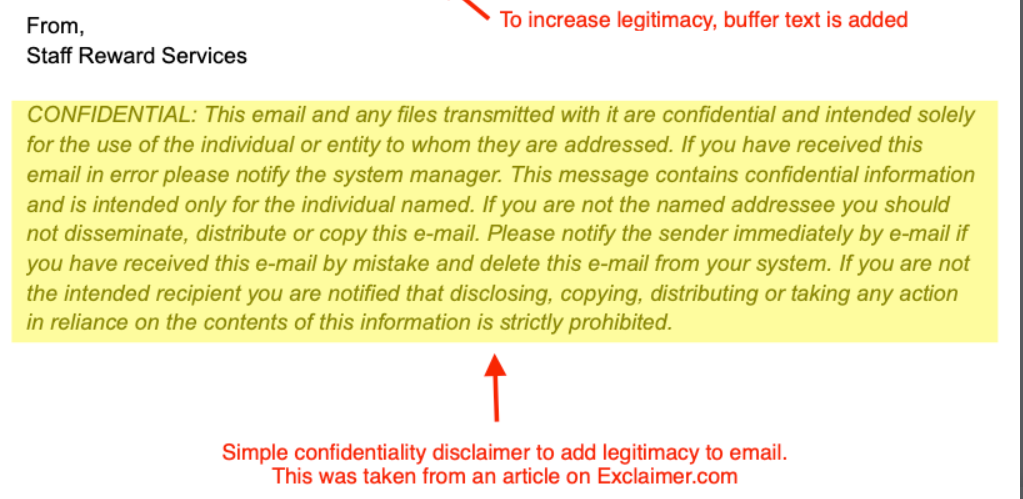 To increase legitimacy, buffer text is added
From,
Staff Reward Services
CONFIDENTIAL: This email and any files transmitted with it are confidential and intended solely
for the use of the individual or entity to whom they are addressed. If you have received this
email in error please notify the system manager. This message contains confidential information
and is intended only for the individual named. If you are not the named addressee you should
not disseminate, distribute or copy this e-mail. Please notify the sender immediately by e-mail if
you have received this e-mail by mistake and delete this e-mail from your system. If you are not
the intended recipient you are notified that disclosing, copying, distributing or taking any action
in reliance on the contents of this information is strictly prohibited.
Simple confidentiality disclaimer to add legitimacy to email.
This was taken from an article on Exclaimer.com